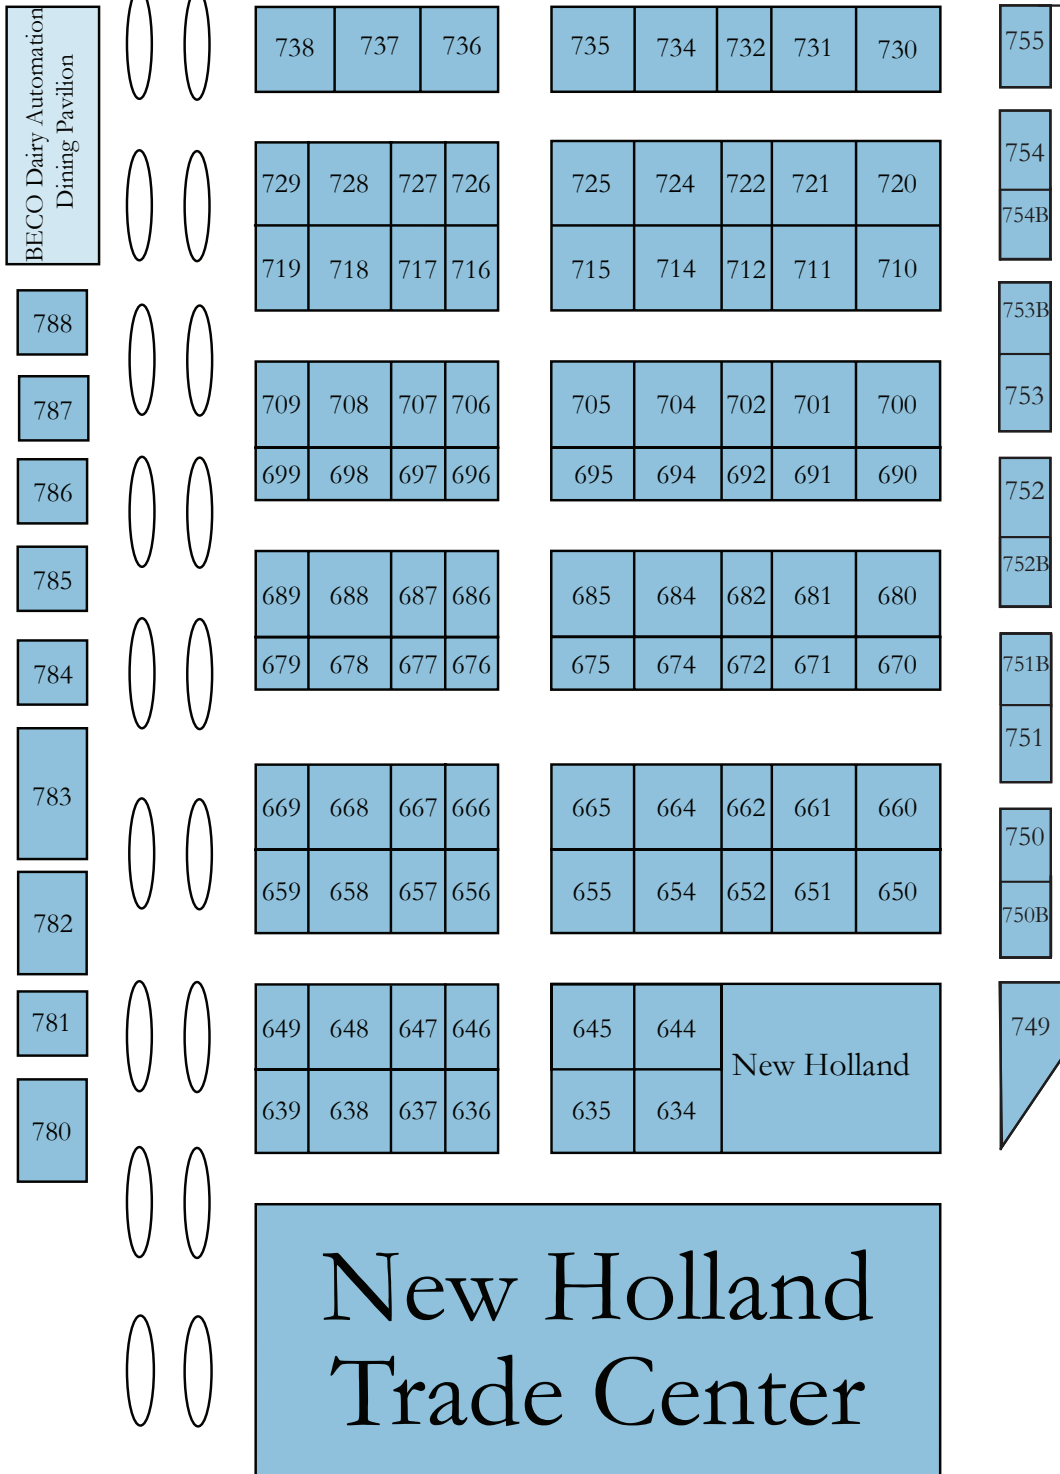 BECO Dairy Automation
Dining Pavilion
738 737 736 735 734 732 731 730 755
729 728 727 726 725 724 722 721 720 754
754B
719 718 717 716 715 714 712 711 710
788 753B
787 709 708 707 706 705 704 702 701 700 753
786 699 698 697 696 695 694 692 691 690 752
785 689 688 687 686 685 684 682 681 680 752B
784 679 678 677 676 675 674 672 671 670 751B
751
783 669 668 667 666 665 664 662 661 660 750
782 659 658 657 656 655 654 652 651 650 750B
781 649 648 647 646 645 644 749
New Holland
780 639 638 637 636 635 634
New Holland
Trade Center